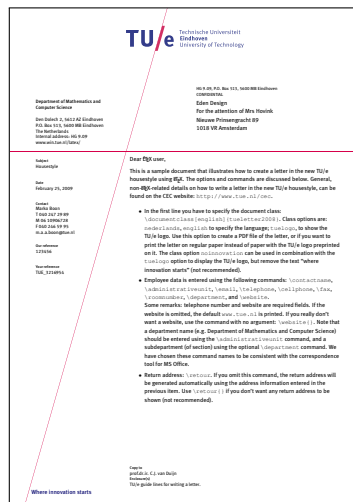 TU/e
Technische Universiteit
Eindhoven
University of Technology
HG 9.09, P.O. Box 513, 5600 MB Eindhoven
CONFIDENTIAL
Eden Design
For the attention of Mrs Hovink
Nieuwe Prinsengracht 89
1018 VR Amsterdam
Department of Mathematics and
Computer Science
Den Dolech 2, 5612 AZ Eindhoven
P.O. Box 513, 5600 MB Eindhoven
The Netherlands
Internal address: HG 9.09
www.win.tue.nl/latex/
Subject
Housestyle
Date
February 25, 2009
Contact
Marko Boon
T 040 247
M 06
F 040 246 59 95
m.a.a.boon@tue.nl
Our reference
123456
Your reference
TUE_1216954
Dear LATEX user,
This is a sample document that illustrates how to create a letter in the new TU/e
housestyle using LATEX. The options and commands are discussed below. General,
non-LATEX-related details on how to write a letter in the new TU/e housestyle, can be
found on the CEC website: http://www.tue.nl/cec.
• In the first line you have to specify the document class:
\documentclass[english]{tueletter2008}. Class options are:
nederlands, english to specify the language; tuelogo, to show the
TU/e logo. Use this option to create a PDF file of the letter, or if you want to
print the letter on regular paper instead of paper with the TU/e logo preprinted
on it. The class option noinnovation can be used in combination with the
tuelogo option to display the TU/e logo, but remove the text "where
innovation starts" (not recommended).
• Employee data is entered using the following commands: \contactname,
\administrativeunit, \email, \telephone, \cellphone, \fax,
\roomnumber, \department, and \website.
Some remarks: telephone number and website are required fields. If the
website is omitted, the default www.tue.nl is printed. If you really don't
want a website, use the command with no argument: \website{}. Note that
a department name (e.g. Department of Mathematics and Computer Science)
should be entered using the \administrativeunit command, and a
subdepartment (of section) using the optional \department command. We
have chosen these command names to be consistent with the correspondence
tool for MS Office.
• Return address: \retour. If you omit this command, the return address will
be generated automatically using the address information entered in the
previous item. Use \retour{} if you don't want any return address to be
shown (not recommended).
Copy to
prof.dr.ir. C.J. van Duijn
Enclosure(s)
TU/e guide lines for writing a letter.
Where innovation starts